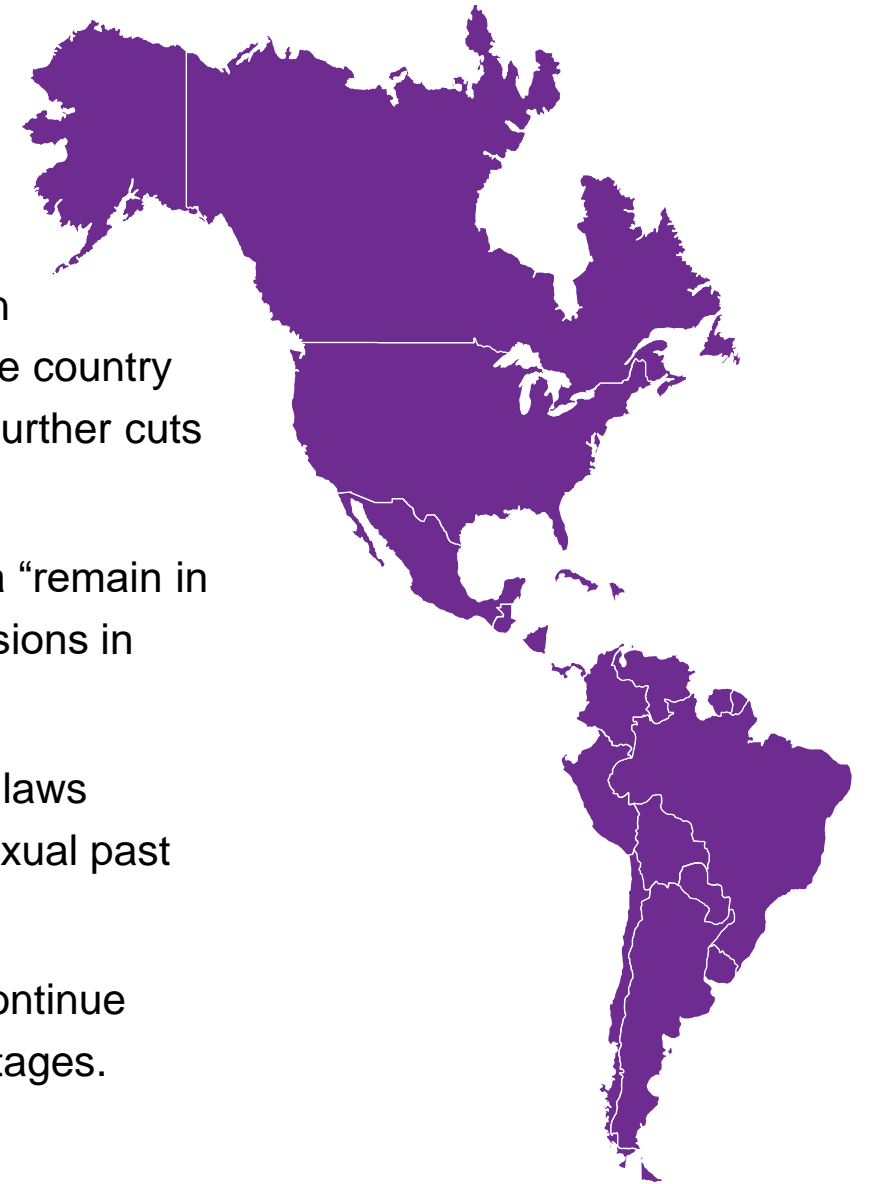 e country
urther cuts
“remain in
sions in
laws
xual past
ontinue
tages.